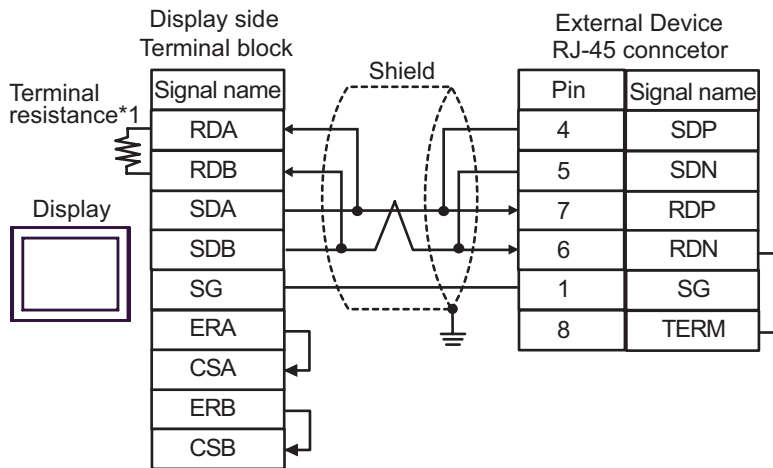 Display side
Terminal block
External Device
RJ-45 conncetor
Shield
Terminal
resistance*1
Display
Signal name
RDA
RDB
SDA
SDB
SG
ERA
CSA
ERB
CSB
Pin Signal name
4 SDP
5 SDN
7 RDP
6 RDN
1 SG
8 TERM